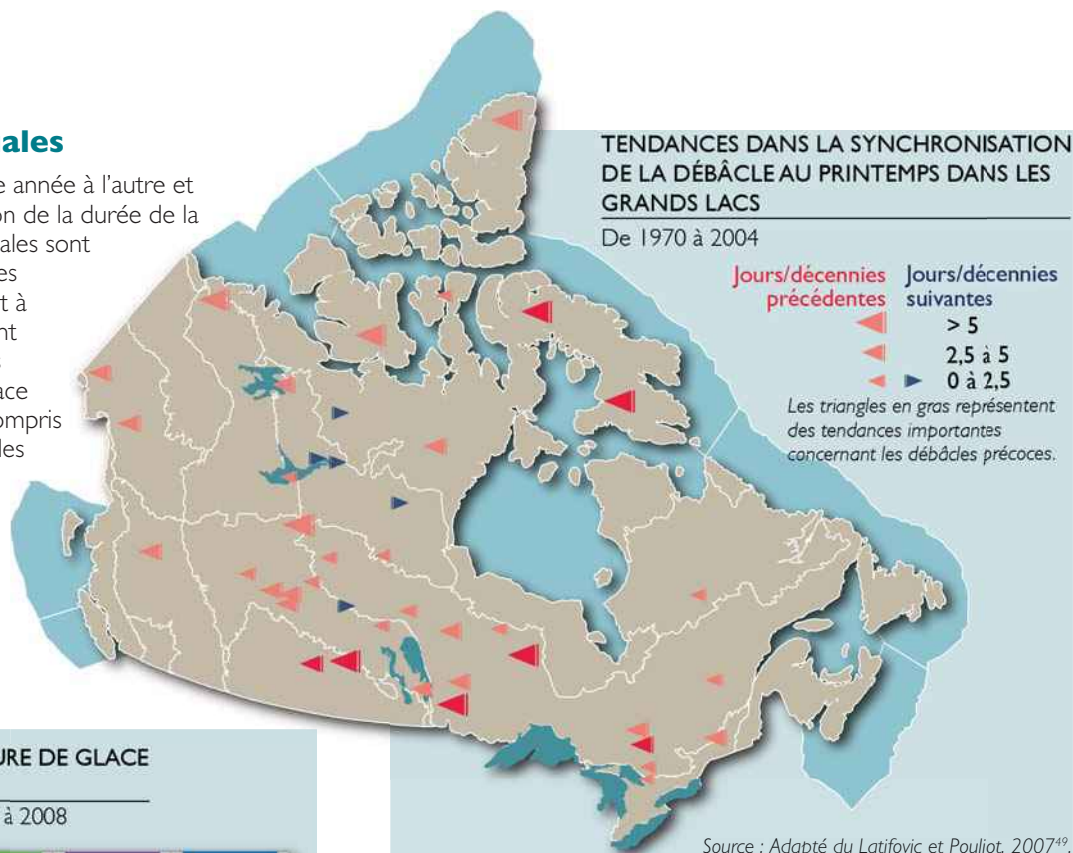 ales
e année à l'autre et
on de la durée de la
ales sont
es
t à
nt
ace
ompris
les
TENDANCES DANS LA SYNCHRONISATION
DE LA DÉBÂCLE AU PRINTEMPS DANS LES
GRANDS LACS
De 1970 à 2004
Jours/décennies Jours/décennies
précédentes suivantes
> 5
2,5 à 5
0 à 2,5
Les triangles en gras représentent
des tendances importantes
concernant les débâcles précoces.
URE DE GLACE
à 2008
Source : Adapté du Latifovic et Pouliot, 2007⁴⁹.